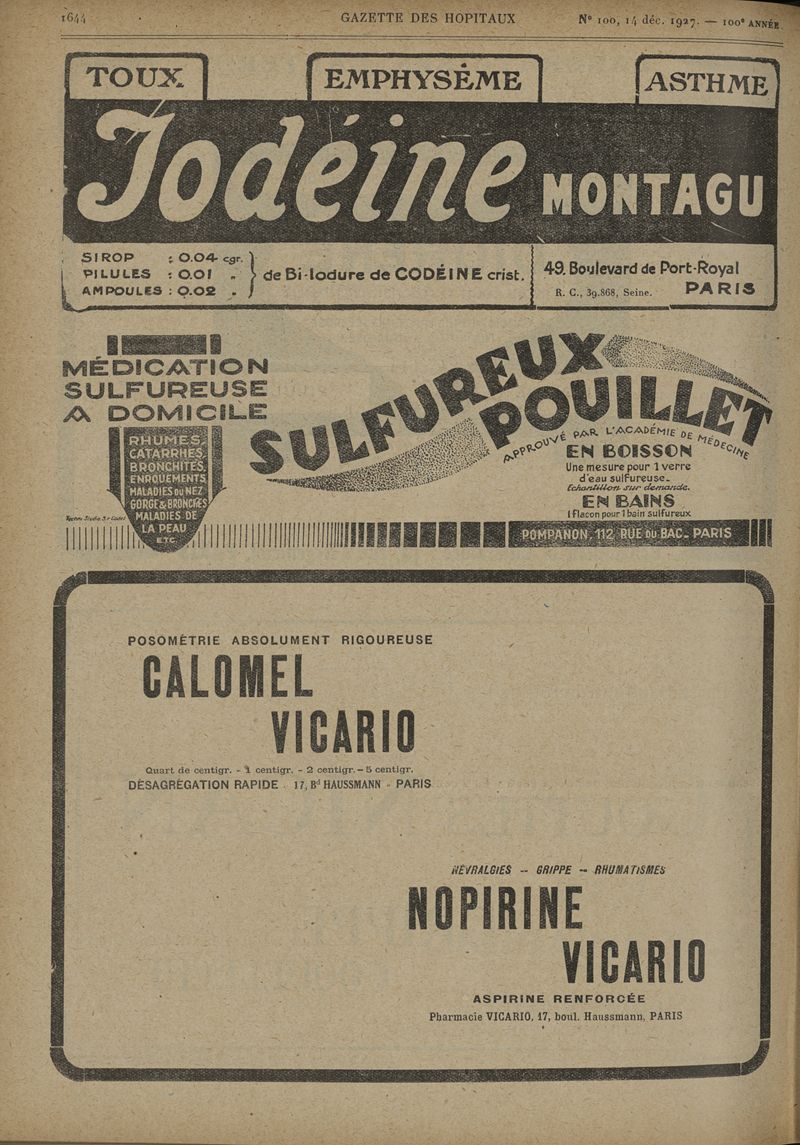 1644
GAZETTE DES HOPITAUX
N° 100, 14 déc. 1927. — 100e ANNÉE
TOUX
EMPHYSÈME
ASTHME
Iodéine MONTAGU
SIROP : 0.04 cgr.
PILULES : 0.01 "
AMPOULES : 0.02 "
de Bi-Iodure de CODÉINE crist.
49, Boulevard de Port-Royal
R. C., 39.868, Seine. PARIS
MÉDICATION
SULFUREUSE
A DOMICILE
RHUMES,
CATARRHES,
BRONCHITES,
ENROUEMENTS,
MALADIES DU NEZ
GORGE & BRONCHES
MALADIES DE
LA PEAU
ETC.
SULFUREUX
POUILLET
APPROUVÉ PAR L'ACADÉMIE DE MÉDECINE
EN BOISSON
Une mesure pour 1 verre
d'eau sulfureuse.
Echantillon sur demande.
EN BAINS
1 Flacon pour 1 bain sulfureux
POMPANON, 112 RUE DU BAC. PARIS
POSOMÉTRIE ABSOLUMENT RIGOUREUSE
CALOMEL
VICARIO
Quart de centigr. - 1 centigr. - 2 centigr. - 5 centigr.
DÉSAGRÉGATION RAPIDE - 17, Bd HAUSSMANN - PARIS
NÉVRALGIES -- GRIPPE -- RHUMATISMES
NOPIRINE
VICARIO
ASPIRINE RENFORCÉE
Pharmacie VICARIO, 17, boul. Haussmann, PARIS